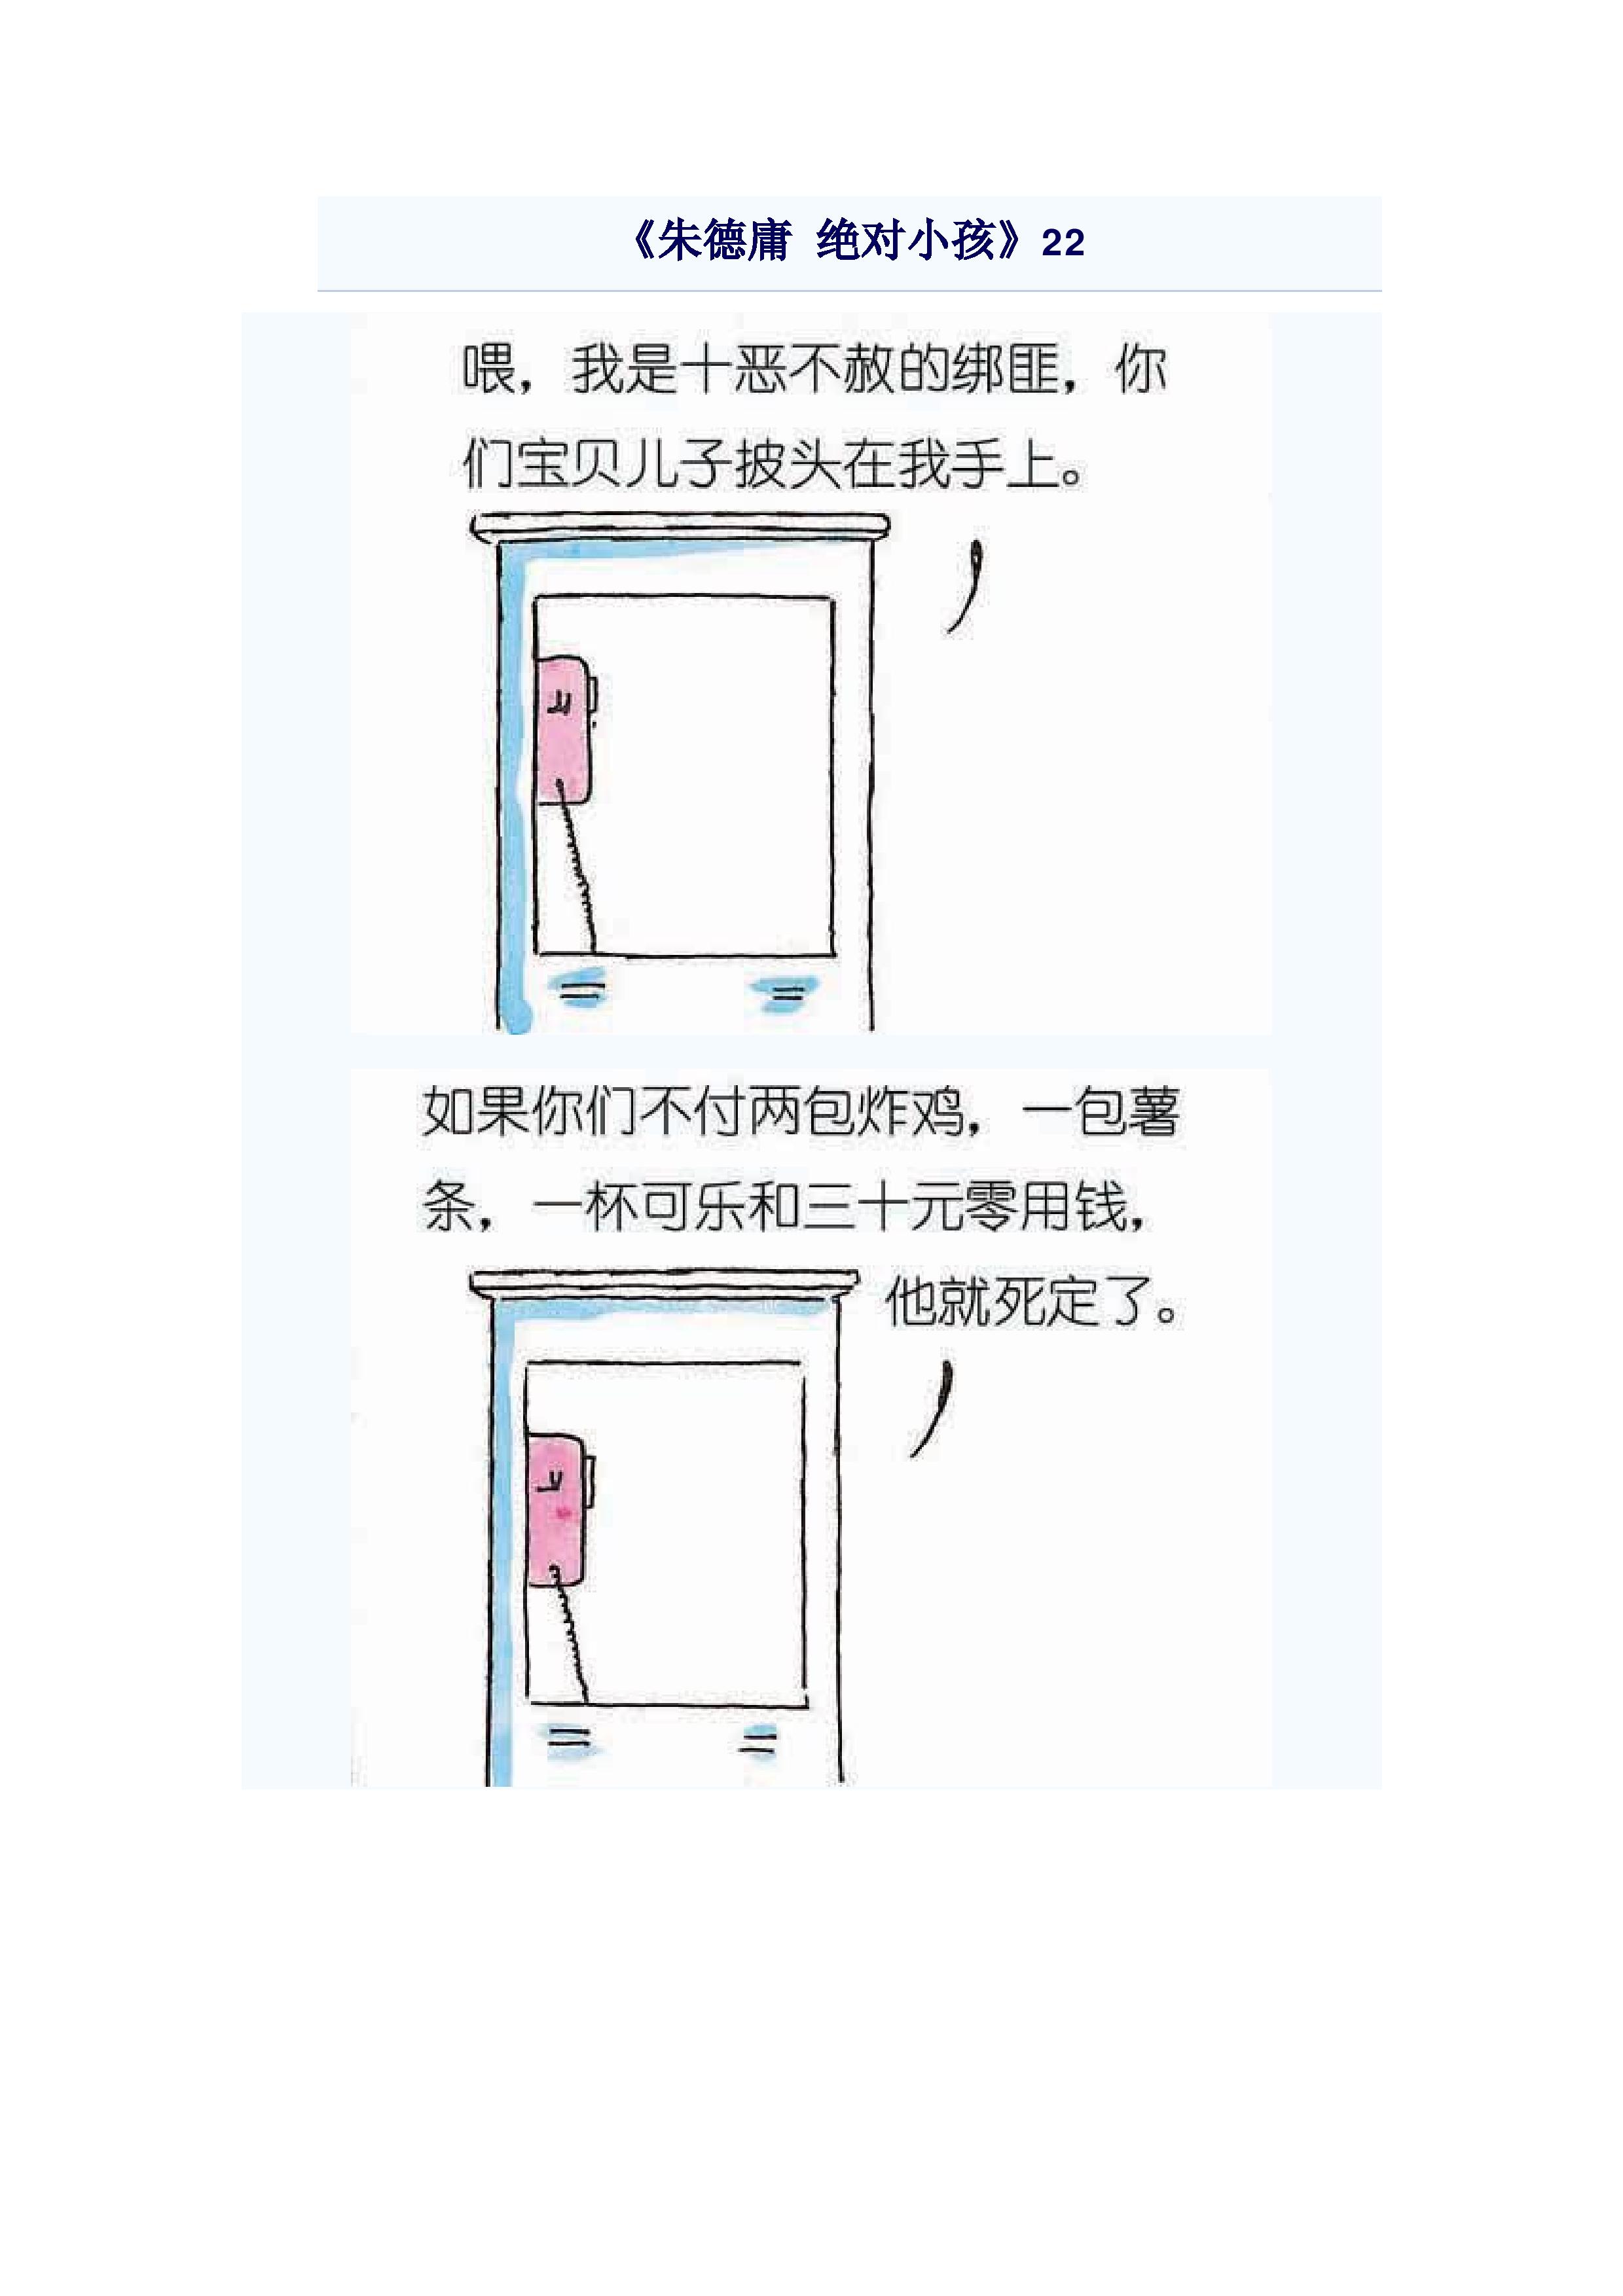 《朱德庸 绝对小孩》22
喂，我是十恶不赦的绑匪，你
们宝贝儿子披头在我手上。
如果你们不付两包炸鸡，一包薯
条，一杯可乐和三十元零用钱，
他就死定了。